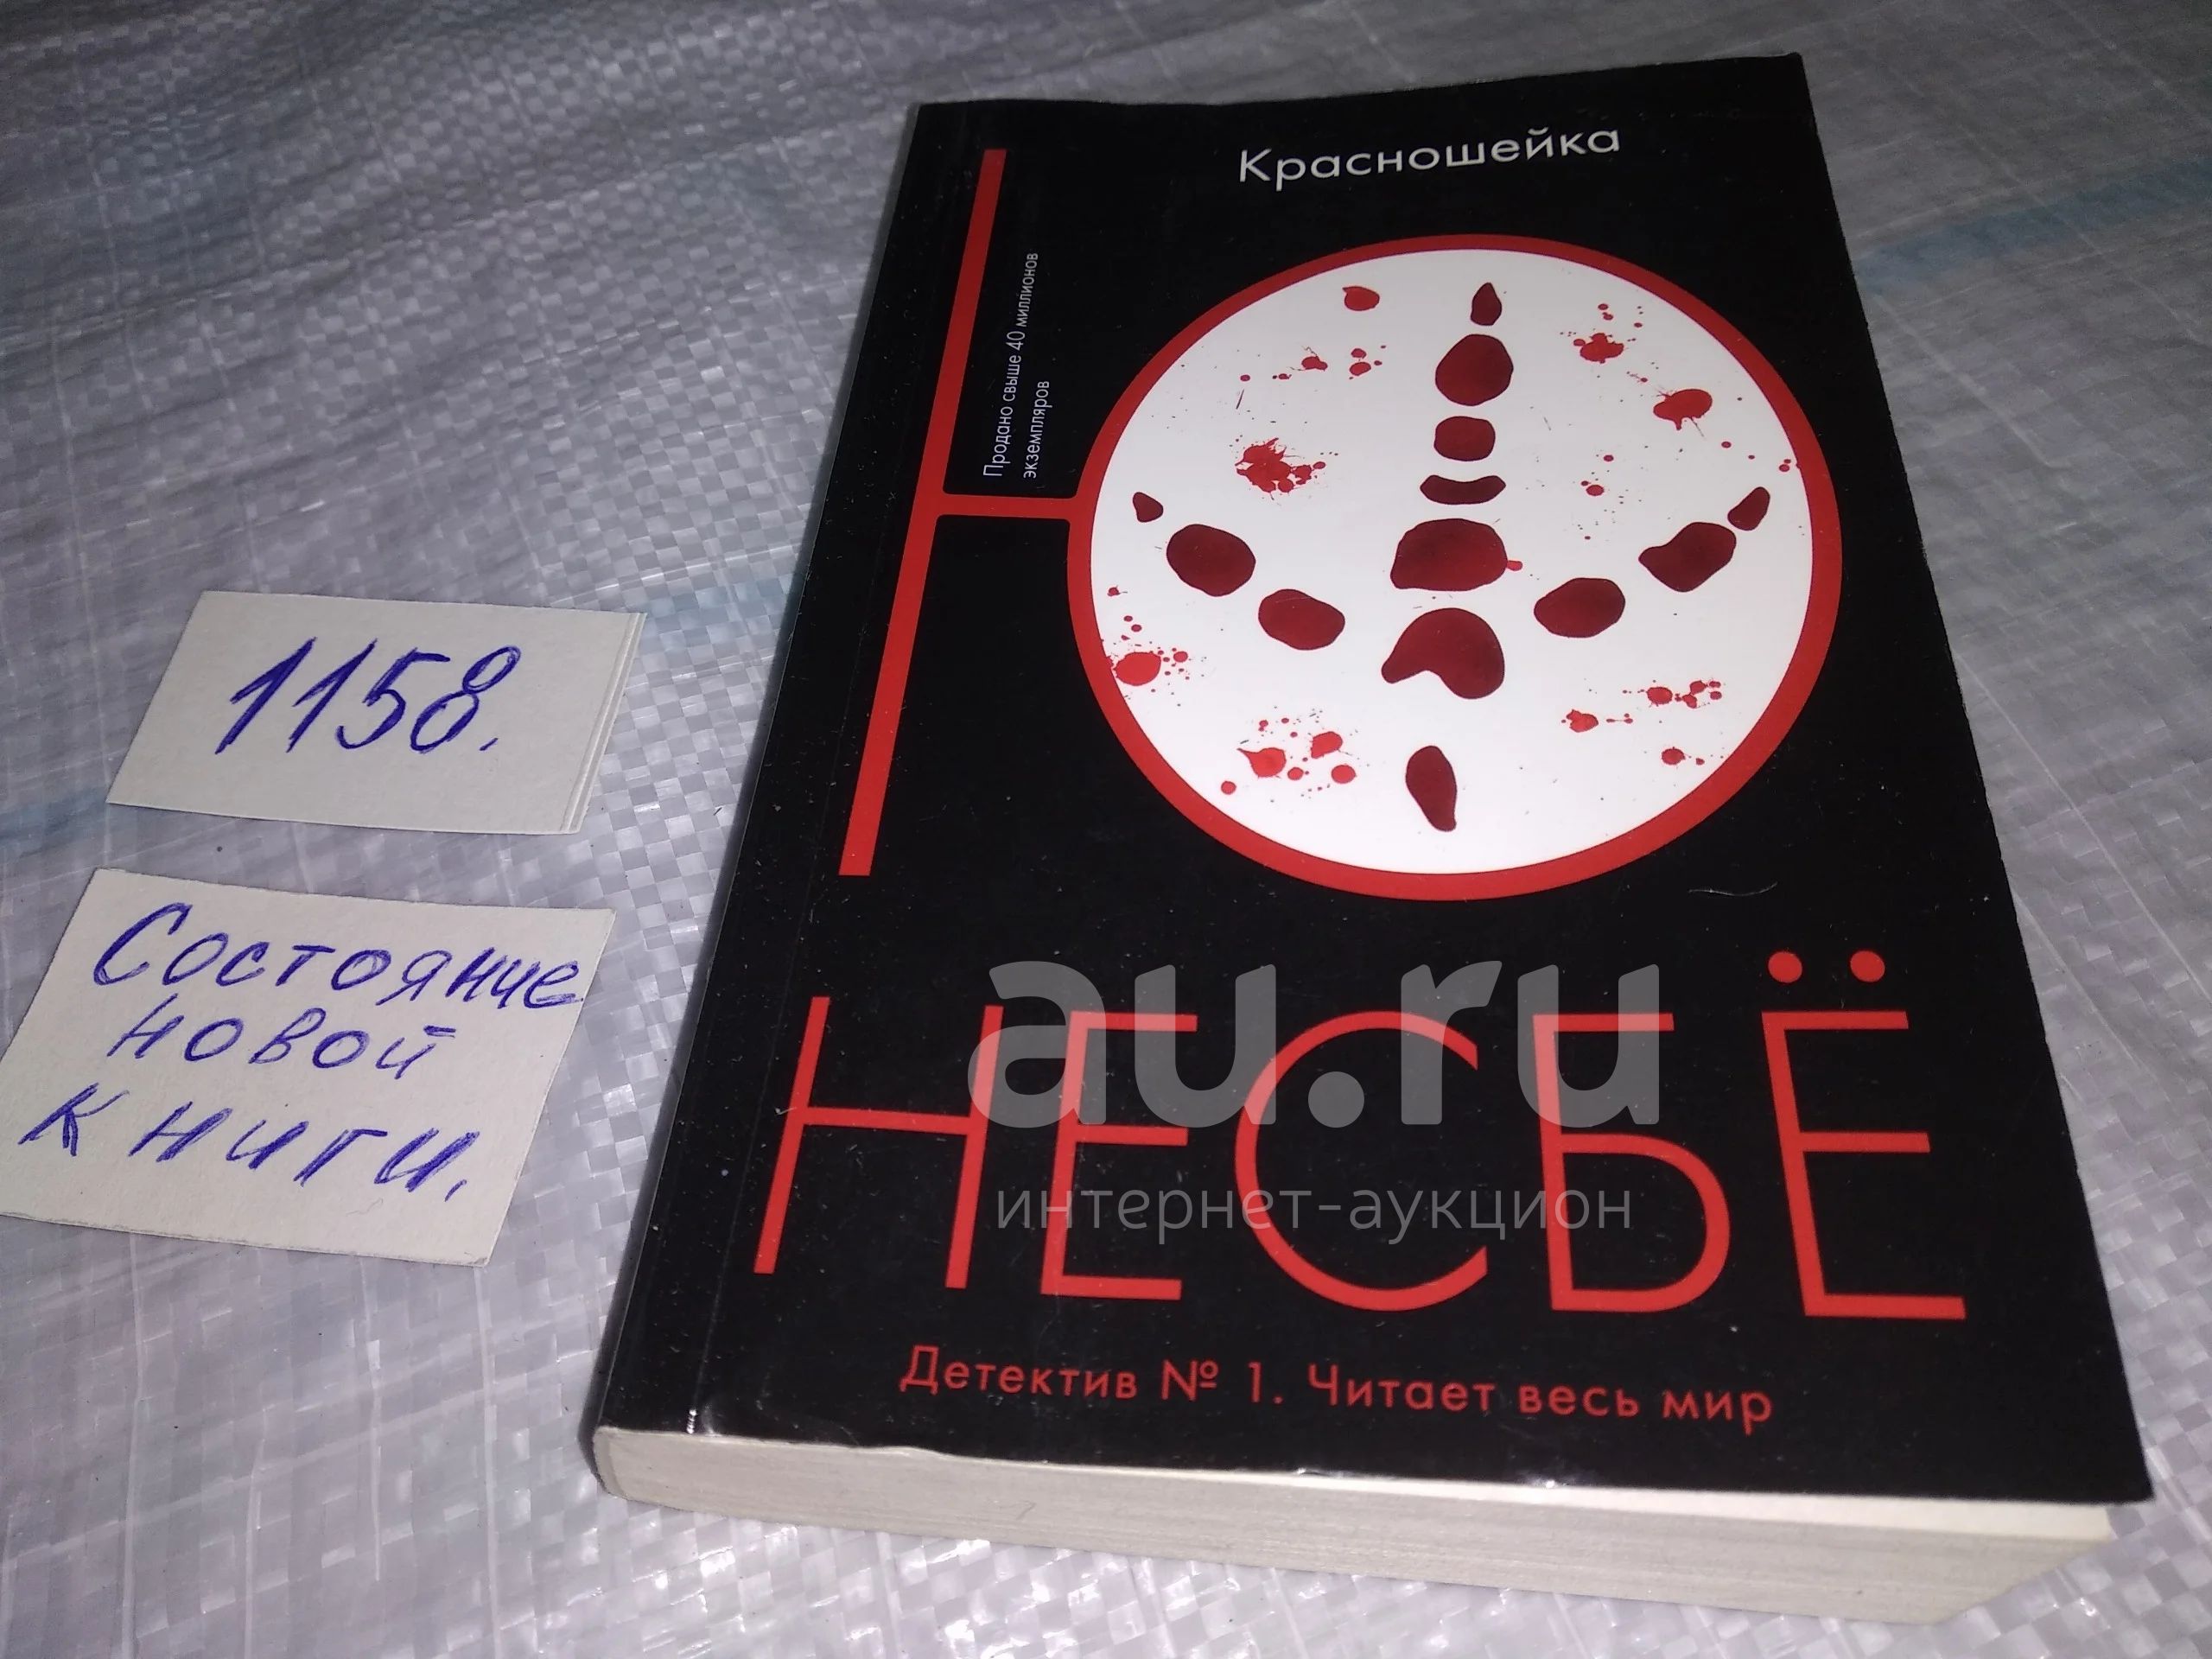 Красношейка
Продано свыше 40 миллионов
экземпляров
Ю
НЕСБЁ
Детектив № 1. Читает весь мир
1158.
Состояние
новой
книги.
au.ru
интернет-аукцион